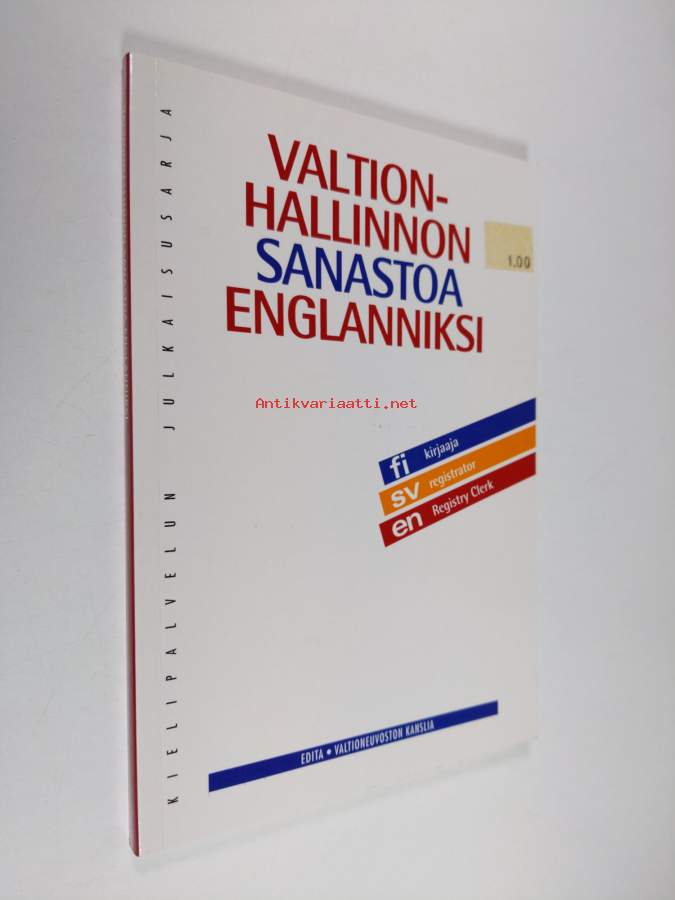 VALTION-
HALLINNON
SANASTOA
ENGLANNIKSI
1.00
Antikvariaatti.net
fi kirjaaja
sv registrator
en Registry Clerk
KIELIPALVELUN JULKAISUSARJA
EDITA • VALTIONEUVOSTON KANSLIA